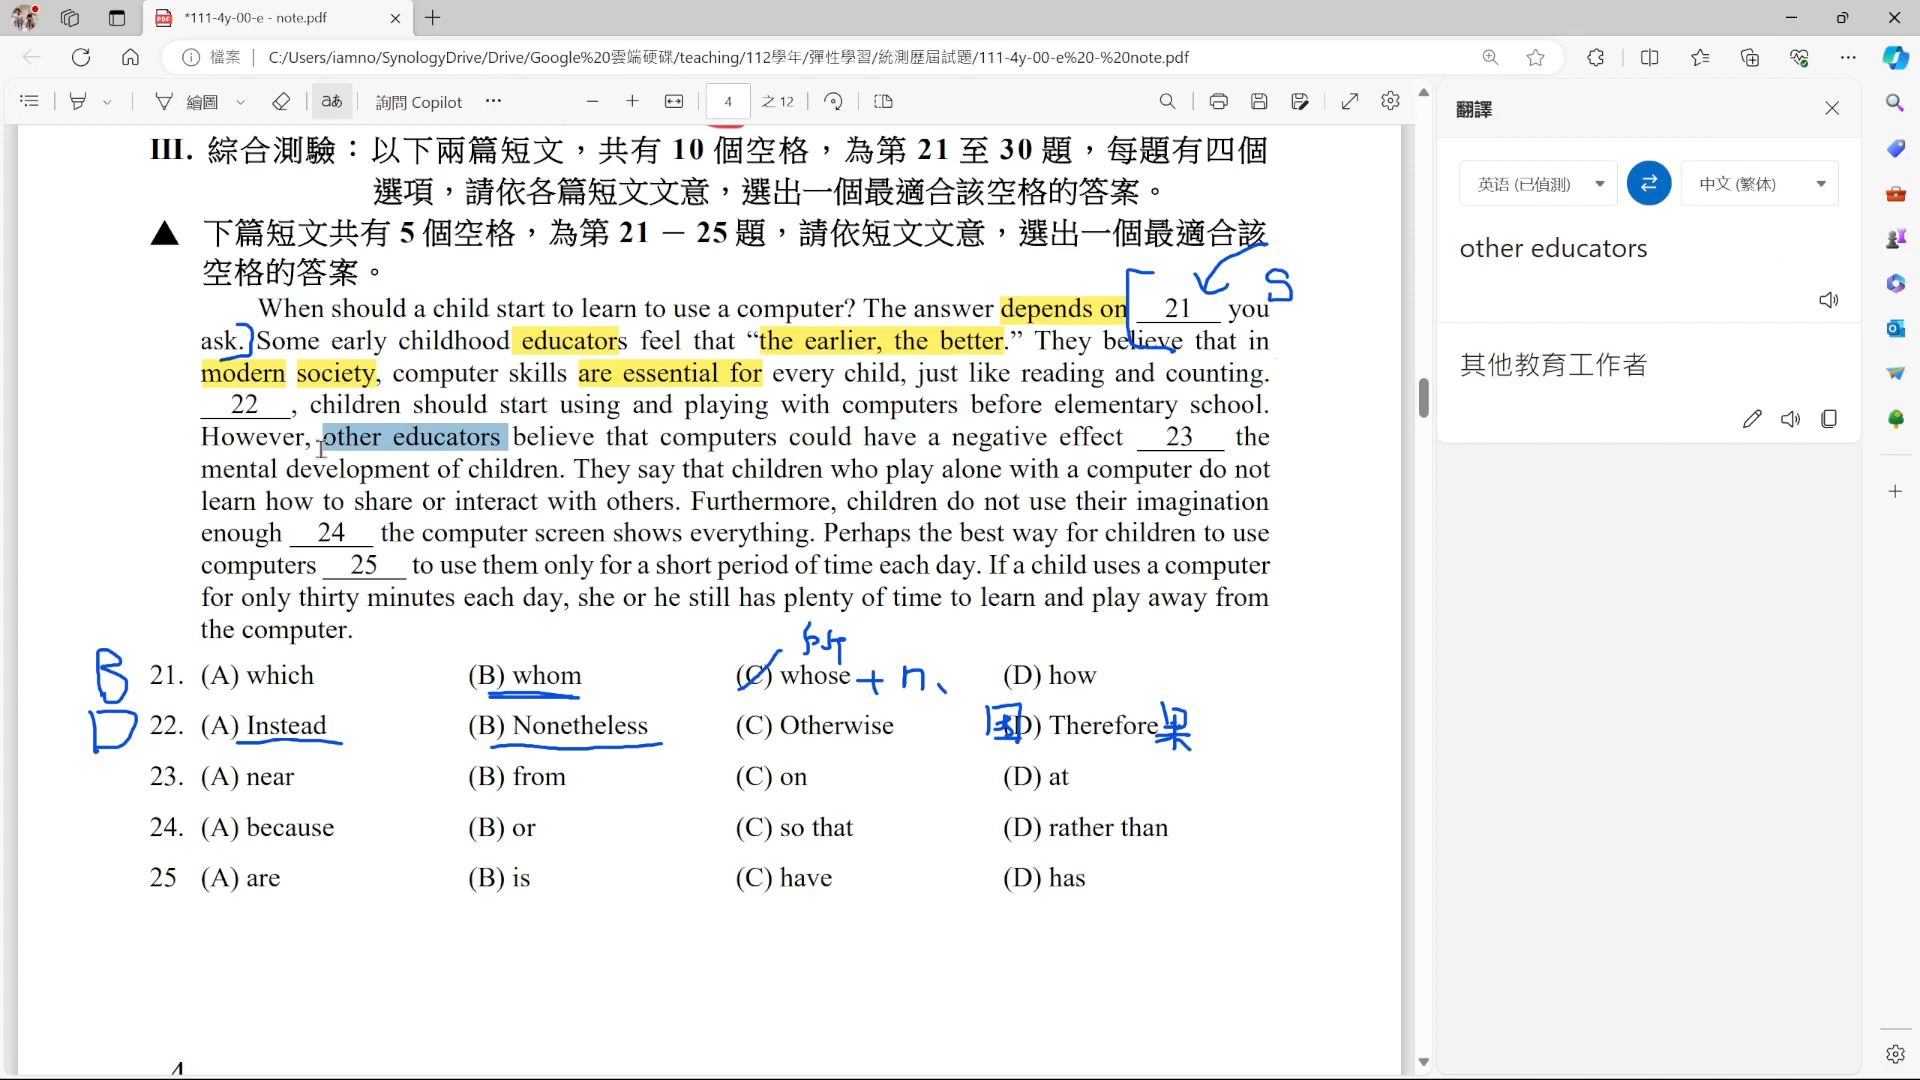 *111-4y-00-e - note.pdf
檔案
C:/Users/iamno/SynologyDrive/Drive/Google%20雲端硬碟/teaching/112學年/彈性學習/統測歷屆試題/111-4y-00-e%20-%20note.pdf
繪圖
aあ
詢問 Copilot
4
之 12
III. 綜合測驗：以下兩篇短文，共有 10 個空格，為第 21 至 30 題，每題有四個
選項，請依各篇短文文意，選出一個最適合該空格的答案。
▲ 下篇短文共有 5 個空格，為第 21 － 25 題，請依短文文意，選出一個最適合該
空格的答案。
S
When should a child start to learn to use a computer? The answer depends on 21 you
ask. Some early childhood educators feel that “the earlier, the better.” They believe that in
modern society, computer skills are essential for every child, just like reading and counting.
22 , children should start using and playing with computers before elementary school.
However, other educators believe that computers could have a negative effect 23 the
mental development of children. They say that children who play alone with a computer do not
learn how to share or interact with others. Furthermore, children do not use their imagination
enough 24 the computer screen shows everything. Perhaps the best way for children to use
computers 25 to use them only for a short period of time each day. If a child uses a computer
for only thirty minutes each day, she or he still has plenty of time to learn and play away from
the computer.
B 21. (A) which (B) whom (C) whose + n、 (D) how
D 22. (A) Instead (B) Nonetheless (C) Otherwise 因 (D) Therefore 果
23. (A) near (B) from (C) on (D) at
24. (A) because (B) or (C) so that (D) rather than
25 (A) are (B) is (C) have (D) has
4
翻譯
英语 (已偵測)
中文 (繁体)
other educators
其他教育工作者